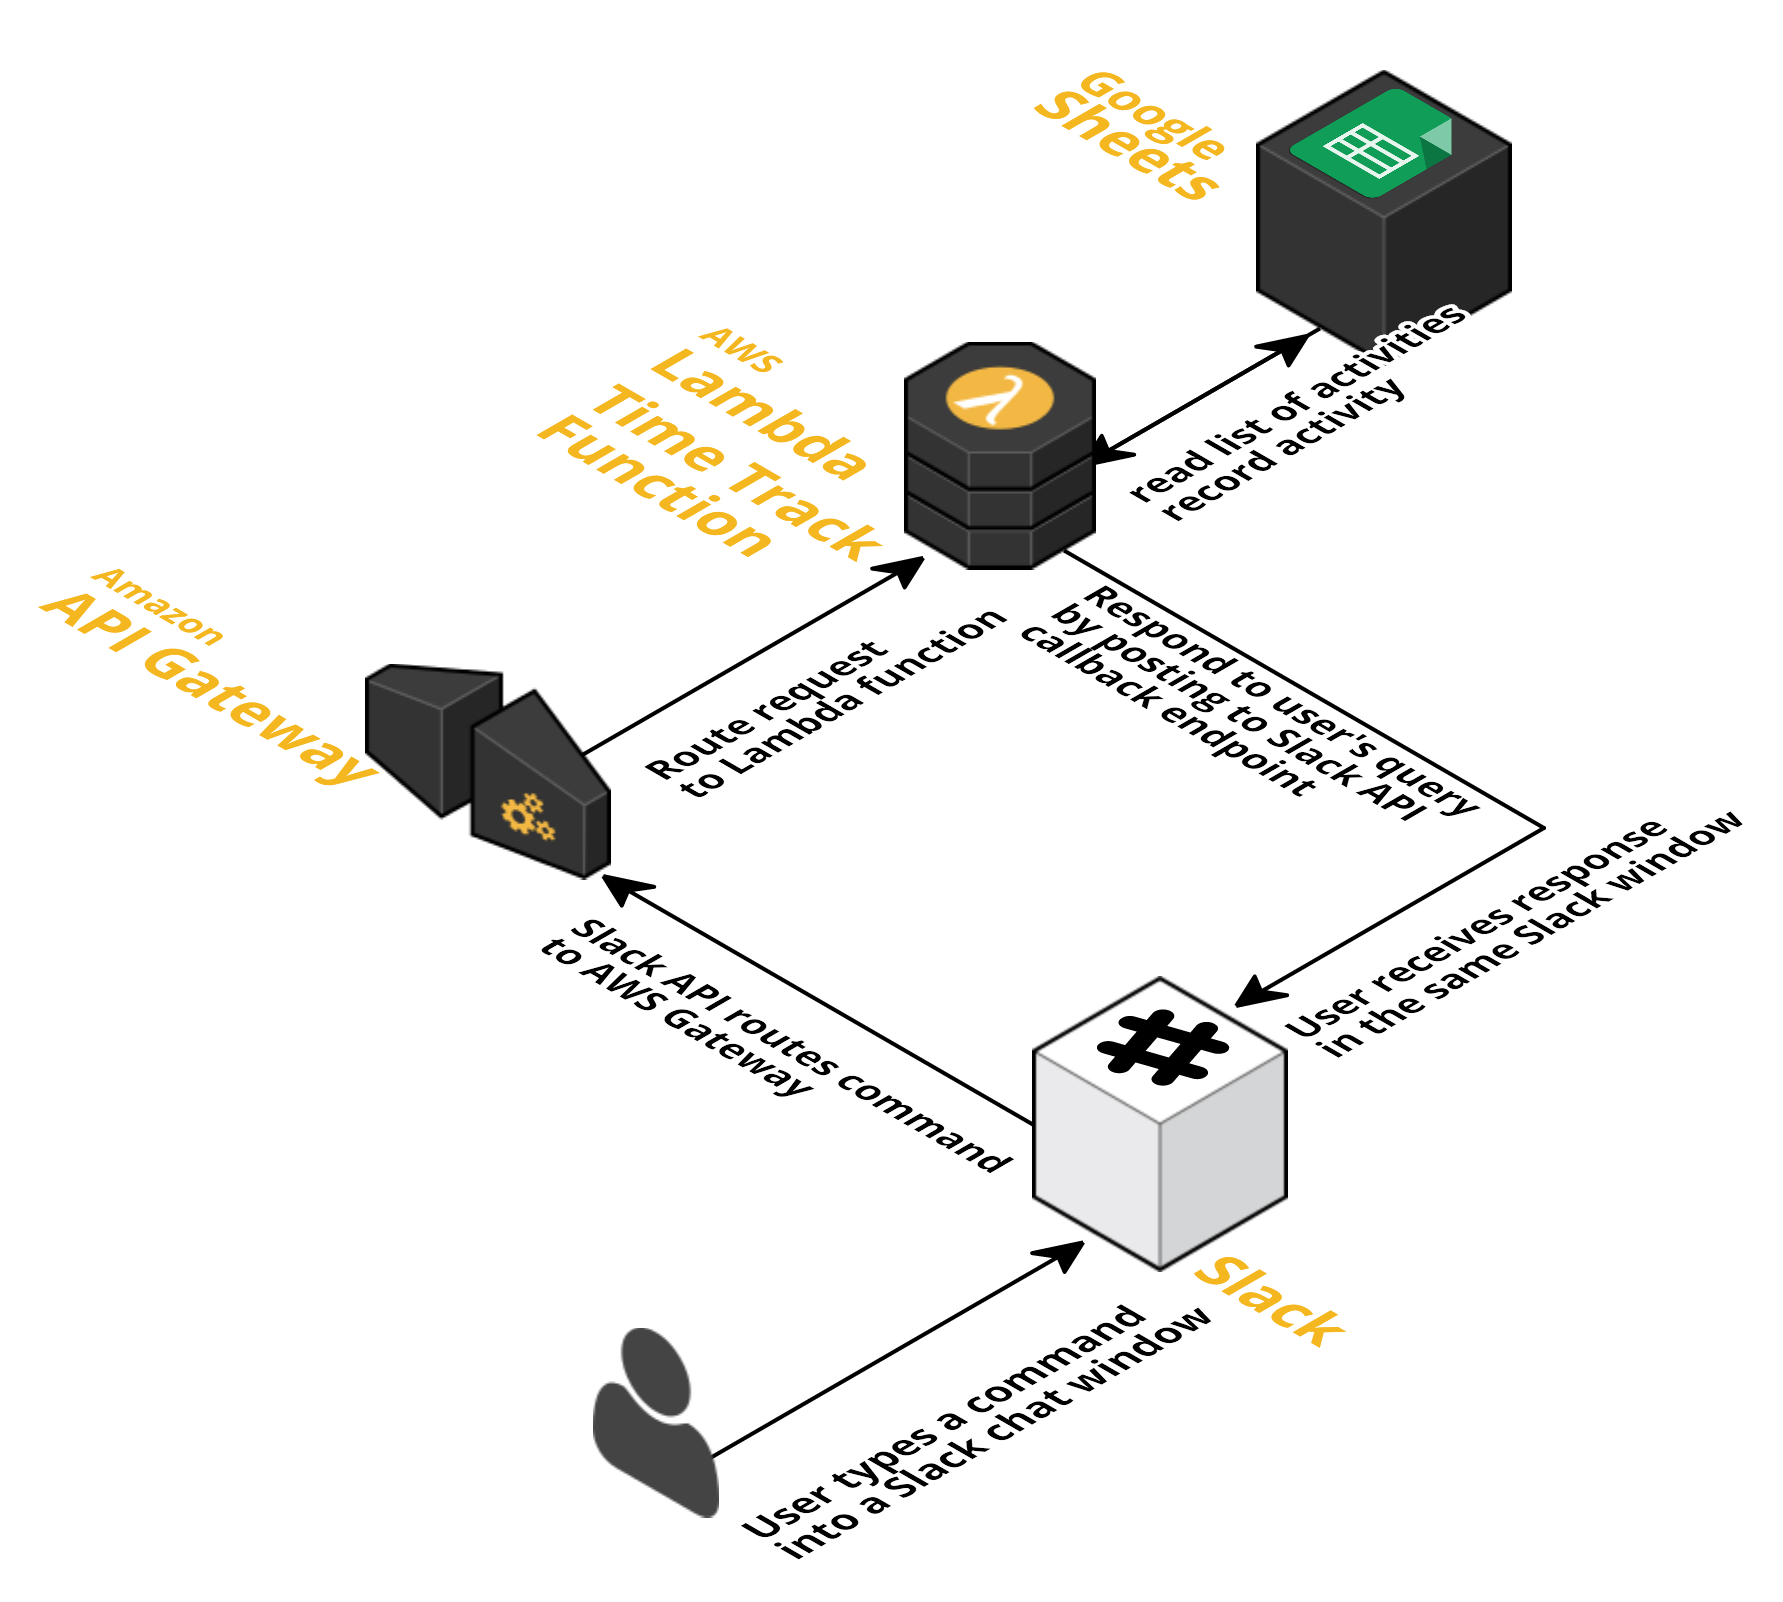 Google
Sheets
read list of activities
record activity
AWS
Lambda
Time Track
Function
Amazon
API Gateway
Route request
to Lambda function
Respond to user's query
by posting to Slack API
callback endpoint
User receives response
in the same Slack window
Slack API routes command
to AWS Gateway
Slack
User types a command
into a Slack chat window